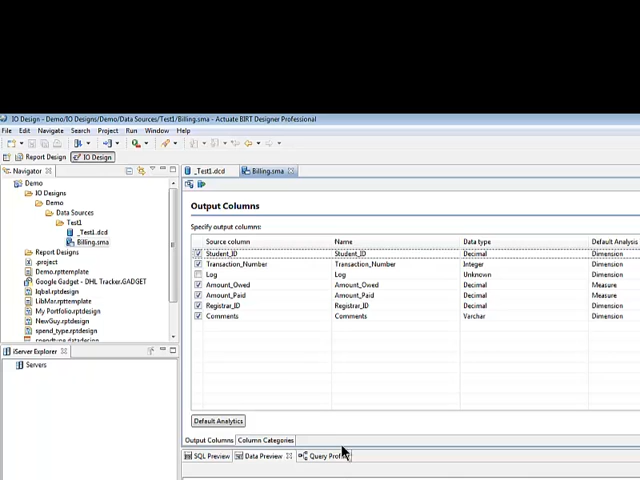 IO Design - Demo/IO Designs/Demo/Data Sources/Test1/Billing.sma - Actuate BIRT Designer Professional
File Edit Navigate Search Project Run Window Help
Report Design IO Design
Navigator
_Test1.dcd Billing.sma
Demo
IO Designs
Demo
Data Sources
Test1
_Test1.dcd
Billing.sma
Report Designs
.project
Demo.rpttemplate
Google Gadget - DHL Tracker.GADGET
Iqbal.rptdesign
LibMar.rpttemplate
My Portfolio.rptdesign
NewGuy.rptdesign
spend_type.rptdesign
iServer Explorer
Servers
Output Columns
Specify output columns:
Source column Name Data type Default Analysis
Student_ID Student_ID Decimal Dimension
Transaction_Number Transaction_Number Integer Dimension
Log Log Unknown Dimension
Amount_Owed Amount_Owed Decimal Measure
Amount_Paid Amount_Paid Decimal Measure
Registrar_ID Registrar_ID Decimal Dimension
Comments Comments Varchar Dimension
Default Analytics
Output Columns Column Categories
SQL Preview Data Preview Query